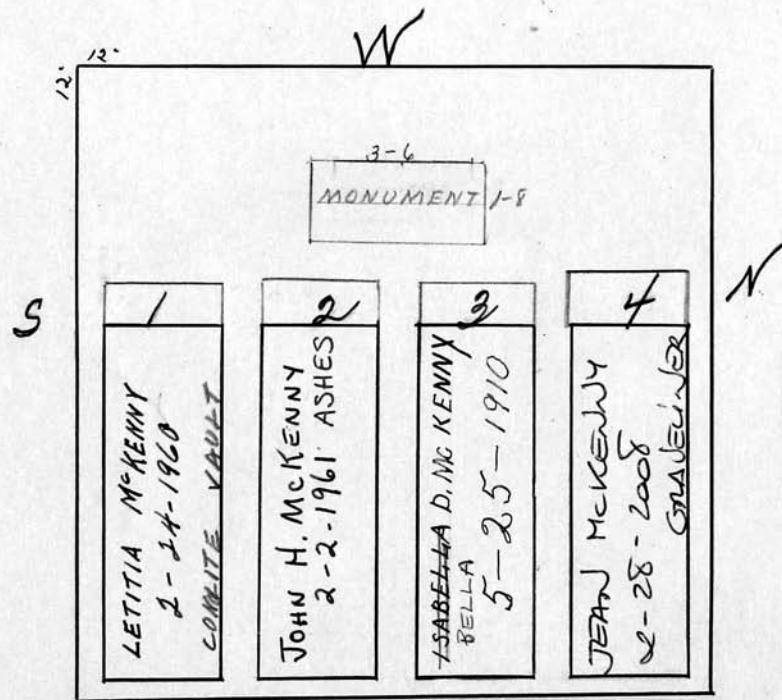 W
12'
12'
3-6
MONUMENT 1-8
S
N
1
LETITIA McKENNY
2-24-1960
VAULT
2
JOHN H. McKENNY
2-2-1961 ASHES
3
ISABELLA D. McKENNY
BELLA
5-25-1910
4
JEAN McKENNY
2-28-2008
GRAVELINER